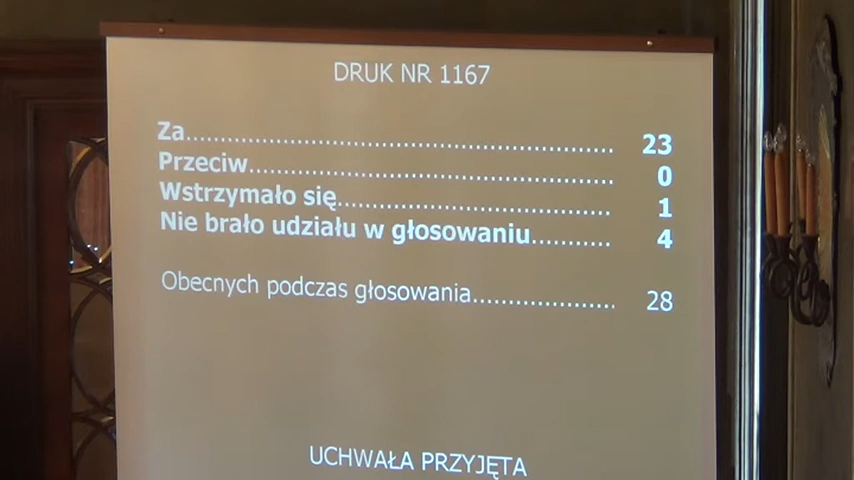 DRUK NR 1167
Za............................................................... 23
Przeciw...................................................... 0
Wstrzymało się........................................ 1
Nie brało udziału w głosowaniu........... 4
Obecnych podczas głosowania.................... 28
UCHWAŁA PRZYJĘTA